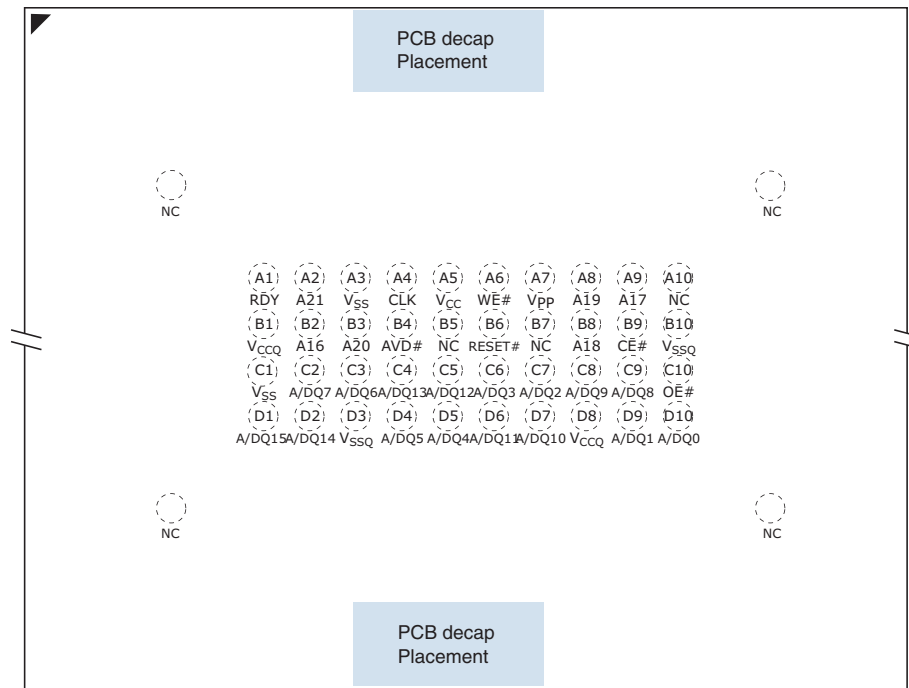 PCB decap
Placement
NC NC
A1 A2 A3 A4 A5 A6 A7 A8 A9 A10
RDY A21 VSS CLK VCC WE# VPP A19 A17 NC
B1 B2 B3 B4 B5 B6 B7 B8 B9 B10
VCCQ A16 A20 AVD# NC RESET# NC A18 CE# VSSQ
C1 C2 C3 C4 C5 C6 C7 C8 C9 C10
VSS A/DQ7 A/DQ6 A/DQ13 A/DQ12 A/DQ3 A/DQ2 A/DQ9 A/DQ8 OE#
D1 D2 D3 D4 D5 D6 D7 D8 D9 D10
A/DQ15 A/DQ14 VSSQ A/DQ5 A/DQ4 A/DQ11 A/DQ10 VCCQ A/DQ1 A/DQ0
NC NC
PCB decap
Placement